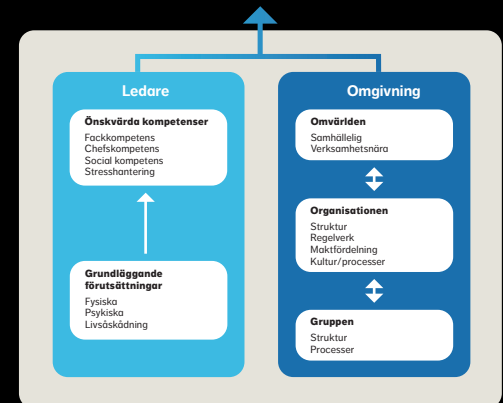 Ledare
Önskvärda kompetenser
Fackkompetens
Chefskompetens
Social kompetens
Stresshantering
Grundläggande
förutsättningar
Fysiska
Psykiska
Livsåskådning
Omgivning
Omvärlden
Samhällelig
Verksamhetsnära
Organisationen
Struktur
Regelverk
Maktfördelning
Kultur/processer
Gruppen
Struktur
Processer